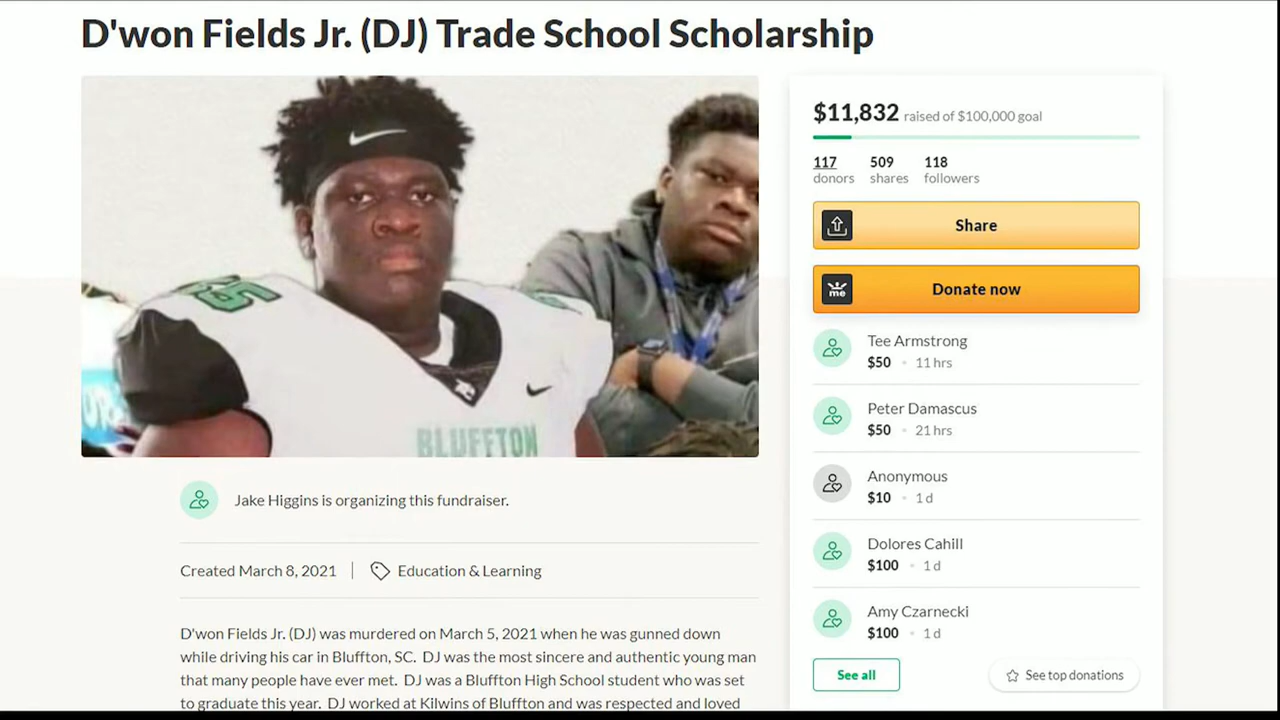 D'won Fields Jr. (DJ) Trade School Scholarship
$11,832 raised of $100,000 goal
117 509 118
donors shares followers
Share
me Donate now
Tee Armstrong
$50 • 11 hrs
Peter Damascus
$50 • 21 hrs
Anonymous
$10 • 1 d
Dolores Cahill
$100 • 1 d
Amy Czarnecki
$100 • 1 d
See all See top donations
BLUFFTON
Jake Higgins is organizing this fundraiser.
Created March 8, 2021 | Education & Learning
D'won Fields Jr. (DJ) was murdered on March 5, 2021 when he was gunned down
while driving his car in Bluffton, SC. DJ was the most sincere and authentic young man
that many people have ever met. DJ was a Bluffton High School student who was set
to graduate this year. DJ worked at Kilwins of Bluffton and was respected and loved